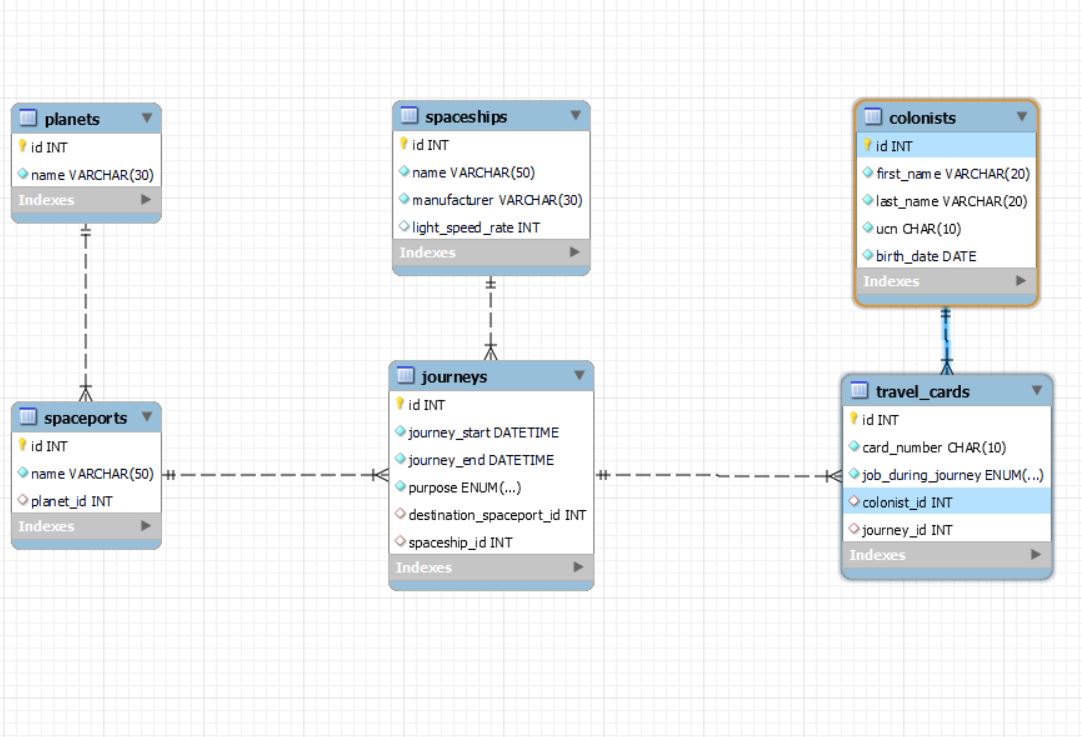 planets
id INT
name VARCHAR(30)
Indexes
spaceships
id INT
name VARCHAR(50)
manufacturer VARCHAR(30)
light_speed_rate INT
Indexes
colonists
id INT
first_name VARCHAR(20)
last_name VARCHAR(20)
ucn CHAR(10)
birth_date DATE
Indexes
spaceports
id INT
name VARCHAR(50)
planet_id INT
Indexes
journeys
id INT
journey_start DATETIME
journey_end DATETIME
purpose ENUM(...)
destination_spaceport_id INT
spaceship_id INT
Indexes
travel_cards
id INT
card_number CHAR(10)
job_during_journey ENUM(...)
colonist_id INT
journey_id INT
Indexes